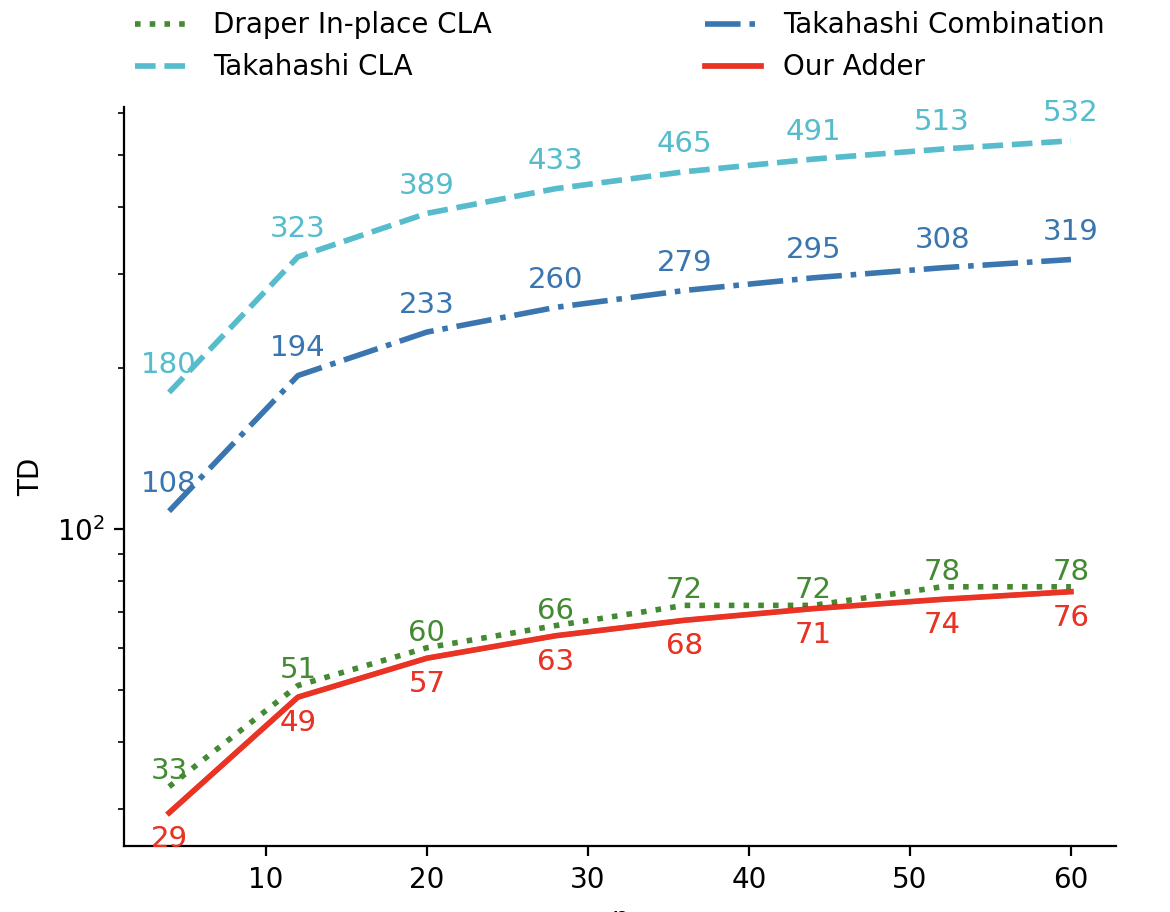 Draper In-place CLA
Takahashi CLA
Takahashi Combination
Our Adder
180 323 389 433 465 491 513 532
108 194 233 260 279 295 308 319
33 51 60 66 72 72 78 78
29 49 57 63 68 71 74 76
TD
10²
10 20 30 40 50 60